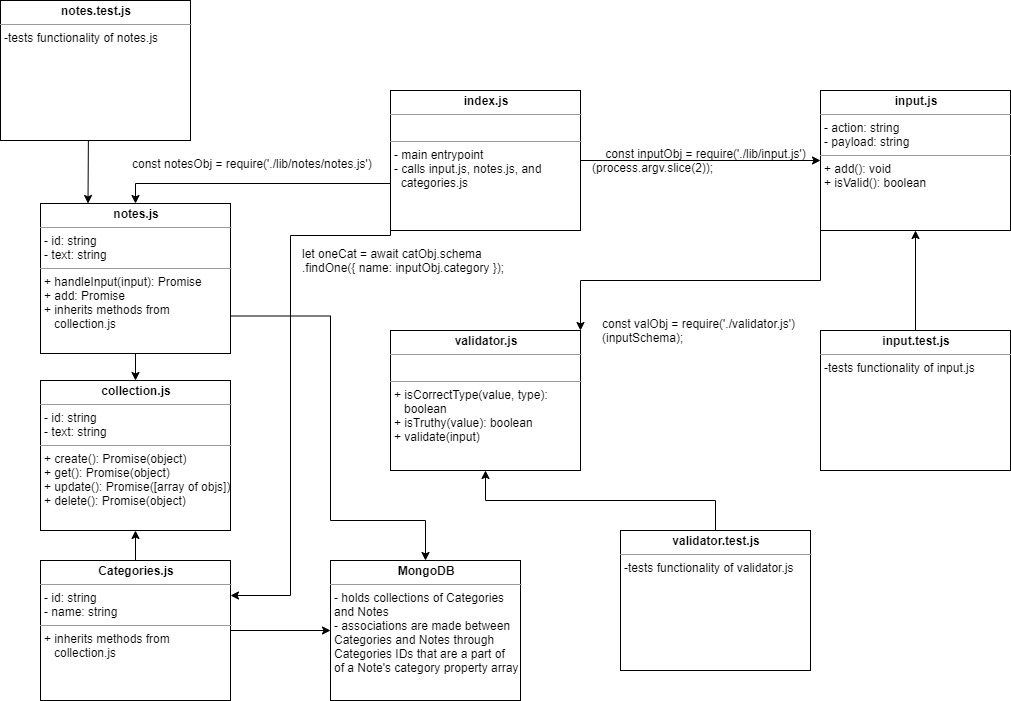 notes.test.js
-tests functionality of notes.js
index.js
- main entrypoint
- calls input.js, notes.js, and
categories.js
input.js
- action: string
- payload: string
+ add(): void
+ isValid(): boolean
const notesObj = require('./lib/notes/notes.js')
const inputObj = require('./lib/input.js')
(process.argv.slice(2));
notes.js
- id: string
- text: string
+ handleInput(input): Promise
+ add: Promise
+ inherits methods from
collection.js
let oneCat = await catObj.schema
.findOne({ name: inputObj.category });
const valObj = require('./validator.js')
(inputSchema);
validator.js
+ isCorrectType(value, type):
boolean
+ isTruthy(value): boolean
+ validate(input)
input.test.js
-tests functionality of input.js
collection.js
- id: string
- text: string
+ create(): Promise(object)
+ get(): Promise(object)
+ update(): Promise([array of objs])
+ delete(): Promise(object)
validator.test.js
-tests functionality of validator.js
Categories.js
- id: string
- name: string
+ inherits methods from
collection.js
MongoDB
- holds collections of Categories
and Notes
- associations are made between
Categories and Notes through
Categories IDs that are a part of
of a Note's category property array